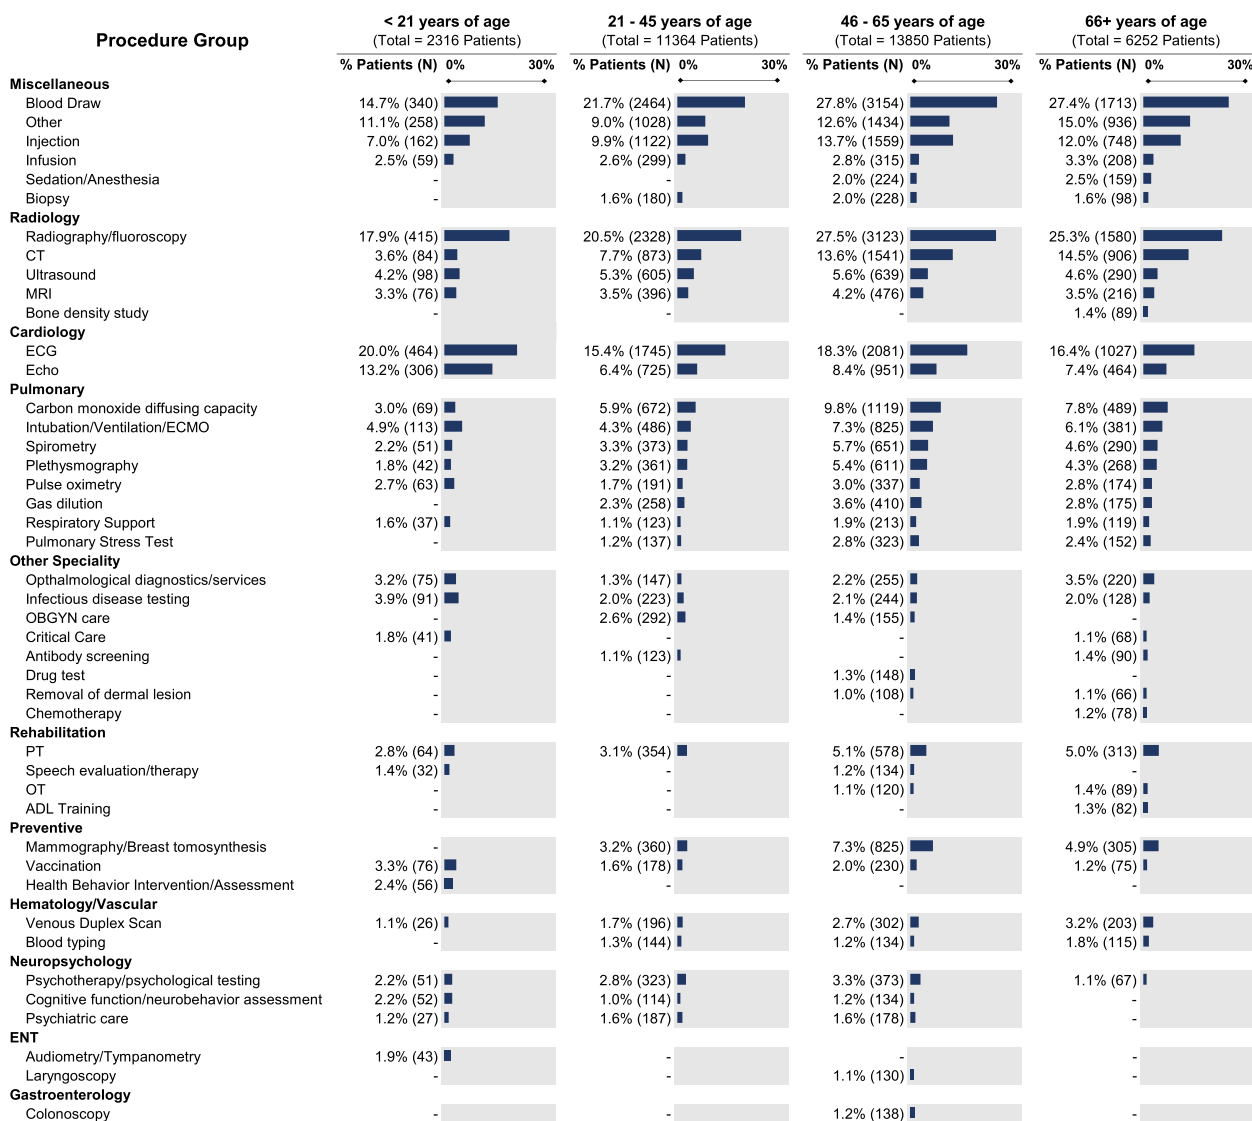 Procedure Group
< 21 years of age 21 - 45 years of age 46 - 65 years of age 66+ years of age
(Total = 2316 Patients) (Total = 11364 Patients) (Total = 13850 Patients) (Total = 6252 Patients)
% Patients (N) 0% 30% % Patients (N) 0% 30% % Patients (N) 0% 30% % Patients (N) 0% 30%
Miscellaneous
Blood Draw 14.7% (340) 21.7% (2464) 27.8% (3154) 27.4% (1713)
Other 11.1% (258) 9.0% (1028) 12.6% (1434) 15.0% (936)
Injection 7.0% (162) 9.9% (1122) 13.7% (1559) 12.0% (748)
Infusion 2.5% (59) 2.6% (299) 2.8% (315) 3.3% (208)
Sedation/Anesthesia - - 2.0% (224) 2.5% (159)
Biopsy - 1.6% (180) 2.0% (228) 1.6% (98)
Radiology
Radiography/fluoroscopy 17.9% (415) 20.5% (2328) 27.5% (3123) 25.3% (1580)
CT 3.6% (84) 7.7% (873) 13.6% (1541) 14.5% (906)
Ultrasound 4.2% (98) 5.3% (605) 5.6% (639) 4.6% (290)
MRI 3.3% (76) 3.5% (396) 4.2% (476) 3.5% (216)
Bone density study - - - 1.4% (89)
Cardiology
ECG 20.0% (464) 15.4% (1745) 18.3% (2081) 16.4% (1027)
Echo 13.2% (306) 6.4% (725) 8.4% (951) 7.4% (464)
Pulmonary
Carbon monoxide diffusing capacity 3.0% (69) 5.9% (672) 9.8% (1119) 7.8% (489)
Intubation/Ventilation/ECMO 4.9% (113) 4.3% (486) 7.3% (825) 6.1% (381)
Spirometry 2.2% (51) 3.3% (373) 5.7% (651) 4.6% (290)
Plethysmography 1.8% (42) 3.2% (361) 5.4% (611) 4.3% (268)
Pulse oximetry 2.7% (63) 1.7% (191) 3.0% (337) 2.8% (174)
Gas dilution - 2.3% (258) 3.6% (410) 2.8% (175)
Respiratory Support 1.6% (37) 1.1% (123) 1.9% (213) 1.9% (119)
Pulmonary Stress Test - 1.2% (137) 2.8% (323) 2.4% (152)
Other Speciality
Opthalmological diagnostics/services 3.2% (75) 1.3% (147) 2.2% (255) 3.5% (220)
Infectious disease testing 3.9% (91) 2.0% (223) 2.1% (244) 2.0% (128)
OBGYN care - 2.6% (292) 1.4% (155) -
Critical Care 1.8% (41) - - 1.1% (68)
Antibody screening - 1.1% (123) - 1.4% (90)
Drug test - - 1.3% (148) -
Removal of dermal lesion - - 1.0% (108) 1.1% (66)
Chemotherapy - - - 1.2% (78)
Rehabilitation
PT 2.8% (64) 3.1% (354) 5.1% (578) 5.0% (313)
Speech evaluation/therapy 1.4% (32) - 1.2% (134) -
OT - - 1.1% (120) 1.4% (89)
ADL Training - - - 1.3% (82)
Preventive
Mammography/Breast tomosynthesis - 3.2% (360) 7.3% (825) 4.9% (305)
Vaccination 3.3% (76) 1.6% (178) 2.0% (230) 1.2% (75)
Health Behavior Intervention/Assessment 2.4% (56) - - -
Hematology/Vascular
Venous Duplex Scan 1.1% (26) 1.7% (196) 2.7% (302) 3.2% (203)
Blood typing - 1.3% (144) 1.2% (134) 1.8% (115)
Neuropsychology
Psychotherapy/psychological testing 2.2% (51) 2.8% (323) 3.3% (373) 1.1% (67)
Cognitive function/neurobehavior assessment 2.2% (52) 1.0% (114) 1.2% (134) -
Psychiatric care 1.2% (27) 1.6% (187) 1.6% (178) -
ENT
Audiometry/Tympanometry 1.9% (43) - - -
Laryngoscopy - - 1.1% (130) -
Gastroenterology
Colonoscopy - - 1.2% (138) -